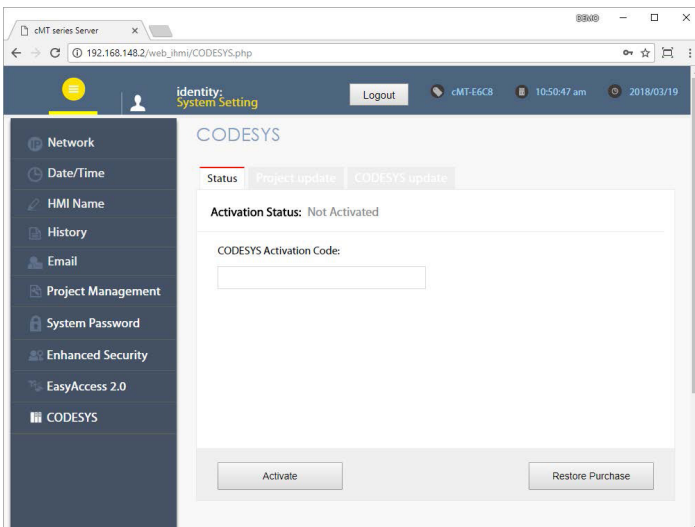 DEMO
cMT series Server
192.168.148.2/web_ihmi/CODESYS.php
identity:
System Setting
Logout
cMT-E6C8
10:50:47 am
2018/03/19
Network
Date/Time
HMI Name
History
Email
Project Management
System Password
Enhanced Security
EasyAccess 2.0
CODESYS
CODESYS
Status Project update CODESYS update
Activation Status: Not Activated
CODESYS Activation Code:
Activate
Restore Purchase